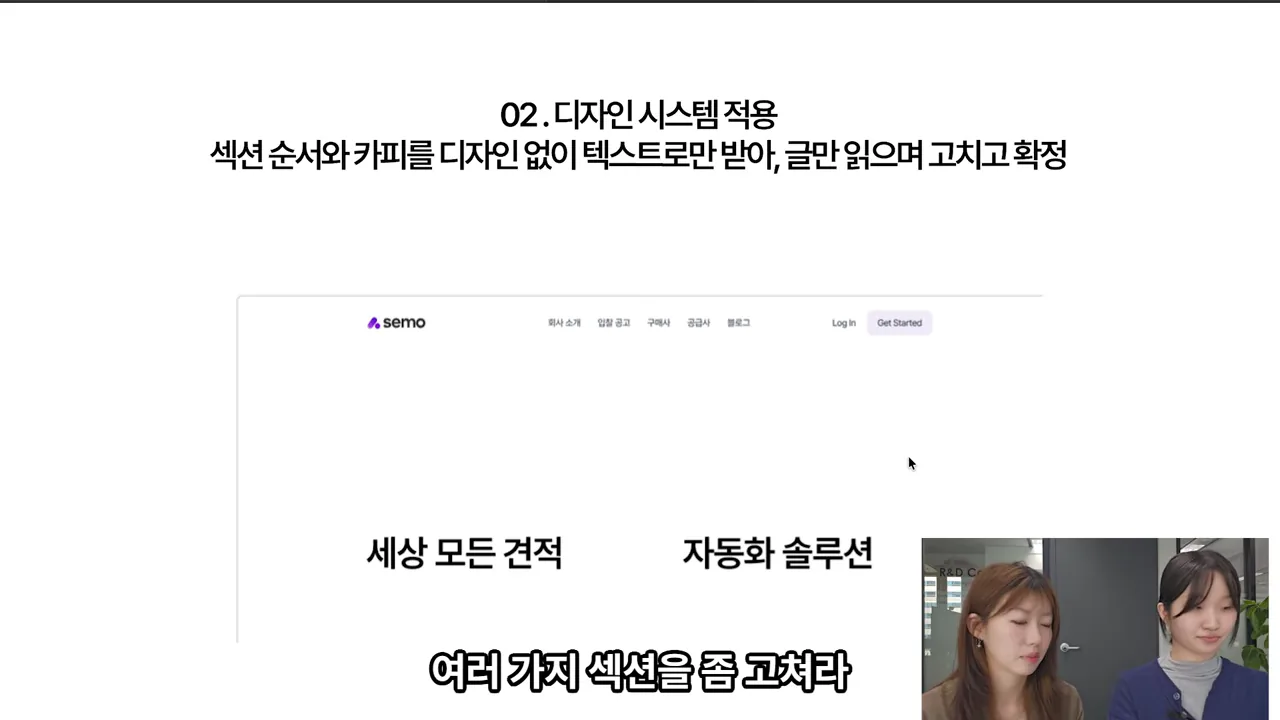 02 . 디자인 시스템 적용
섹션 순서와 카피를 디자인 없이 텍스트로만 받아, 글만 읽으며 고치고 확정
semo
회사 소개 입찰 공고 구매사 공급사 블로그
Log In Get Started
세상 모든 견적 자동화 솔루션
R&D
여러 가지 섹션을 좀 고쳐라